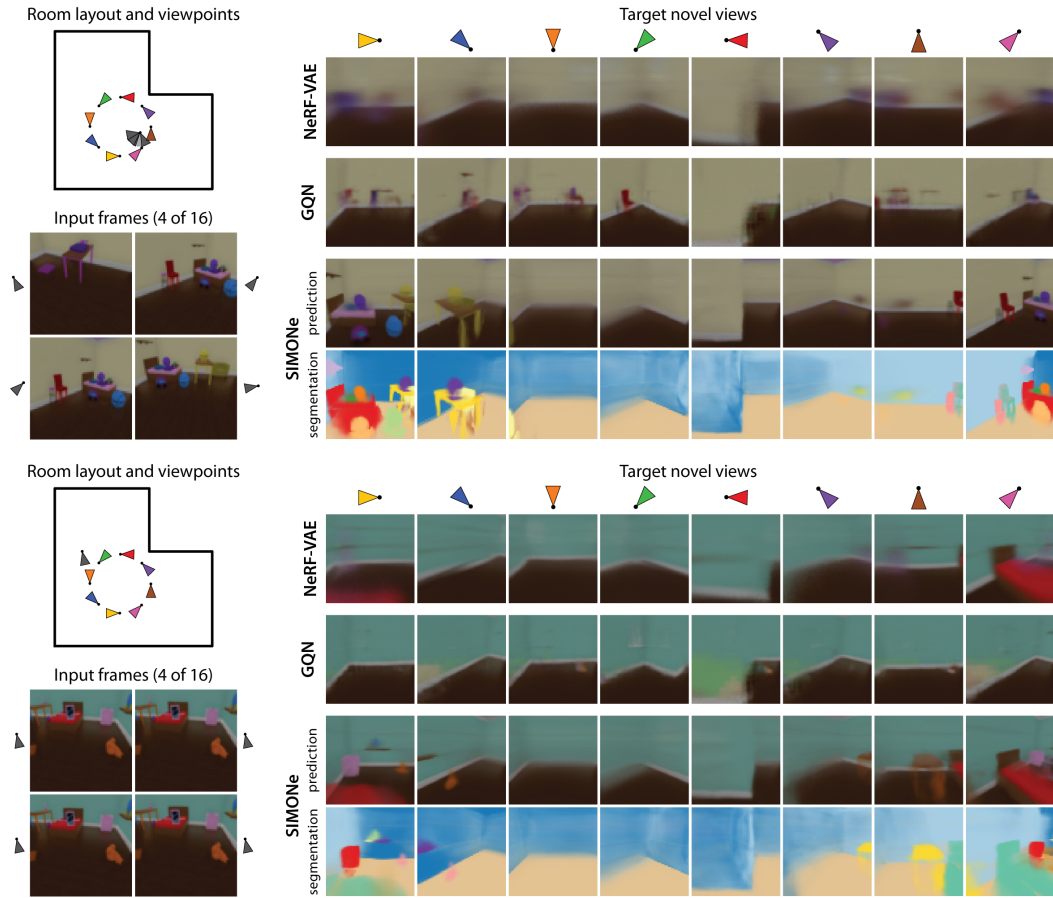 Room layout and viewpoints
Target novel views
NeRF-VAE
GQN
Input frames (4 of 16)
SIMONe
prediction
segmentation
Room layout and viewpoints
Target novel views
NeRF-VAE
GQN
Input frames (4 of 16)
SIMONe
prediction
segmentation